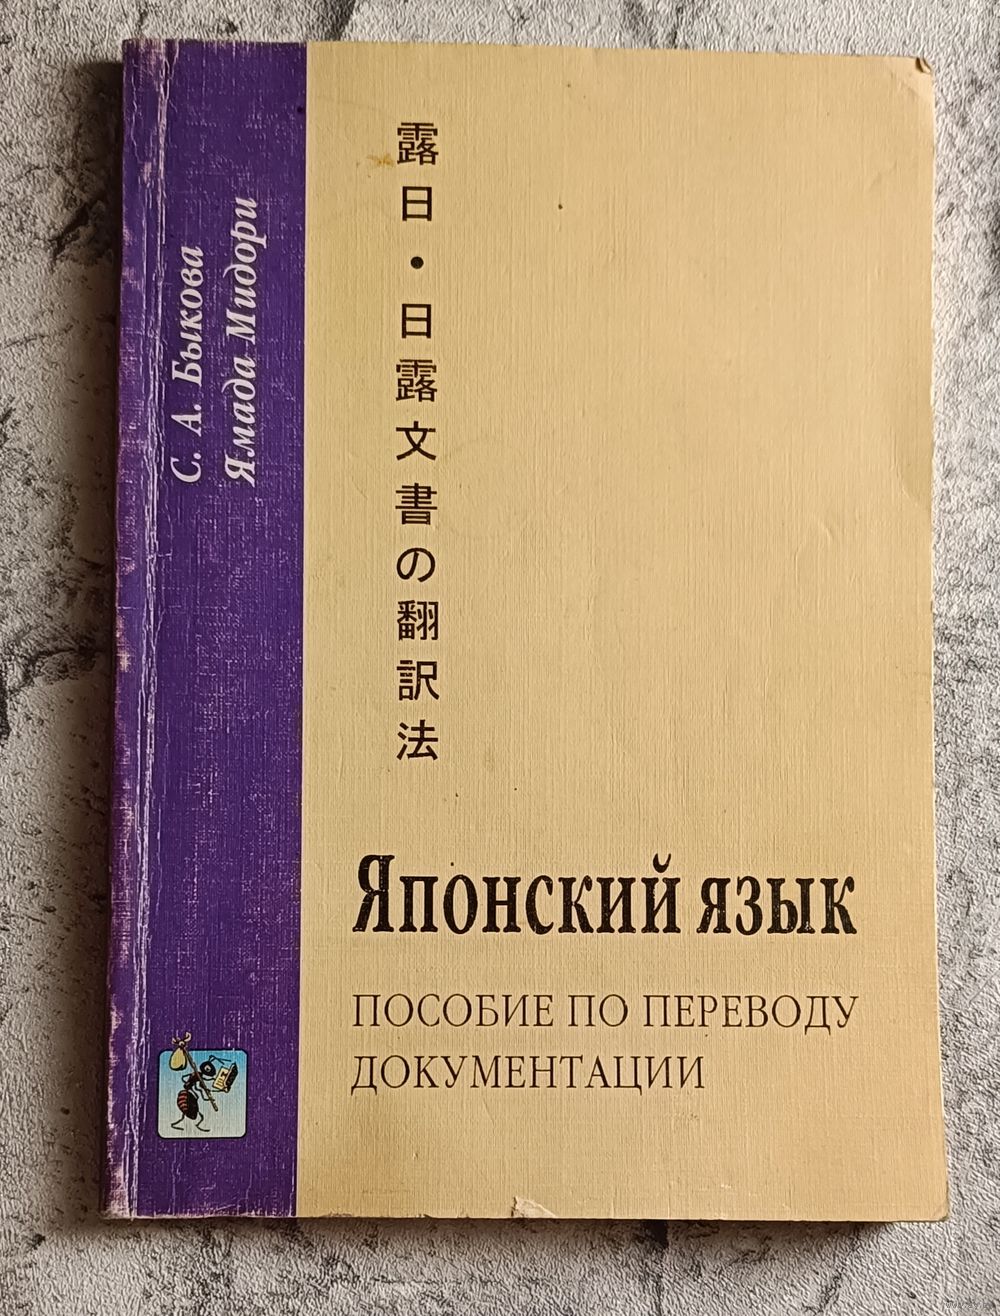 С. А. Быкова
Ямада Мидори
露日・日露文書の翻訳法
Японский язык
ПОСОБИЕ ПО ПЕРЕВОДУ
ДОКУМЕНТАЦИИ